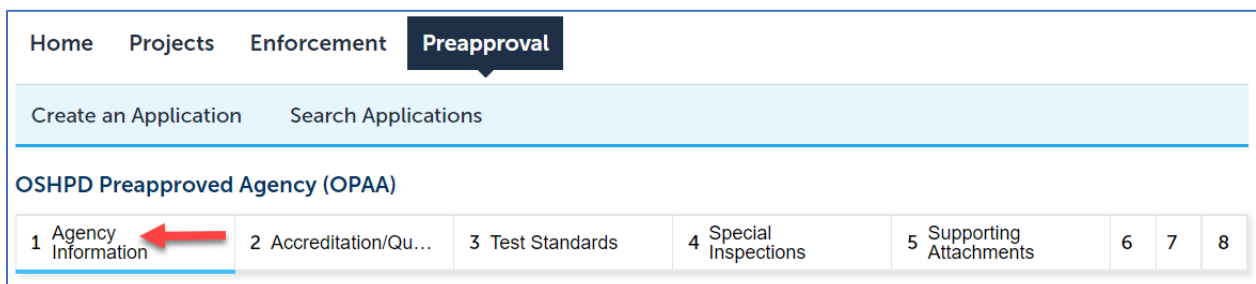 Home Projects Enforcement Preapproval
Create an Application Search Applications
OSHPD Preapproved Agency (OPAA)
1 Agency Information 2 Accreditation/Qu... 3 Test Standards 4 Special Inspections 5 Supporting Attachments 6 7 8